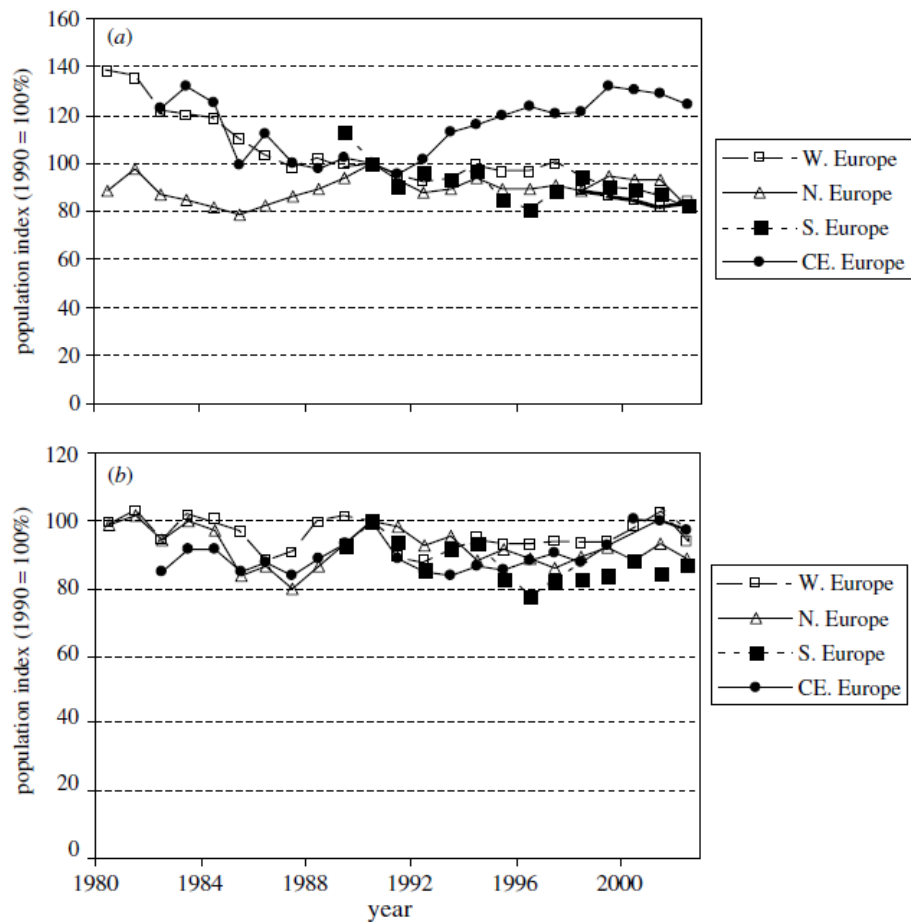 (a)
population index (1990 = 100%)
160
140
120
100
80
60
40
20
0
1980
1984
1988
1992
1996
2000
W. Europe
N. Europe
S. Europe
CE. Europe
(b)
population index (1990 = 100%)
120
100
80
60
40
20
0
1980
1984
1988
1992
1996
2000
year
W. Europe
N. Europe
S. Europe
CE. Europe